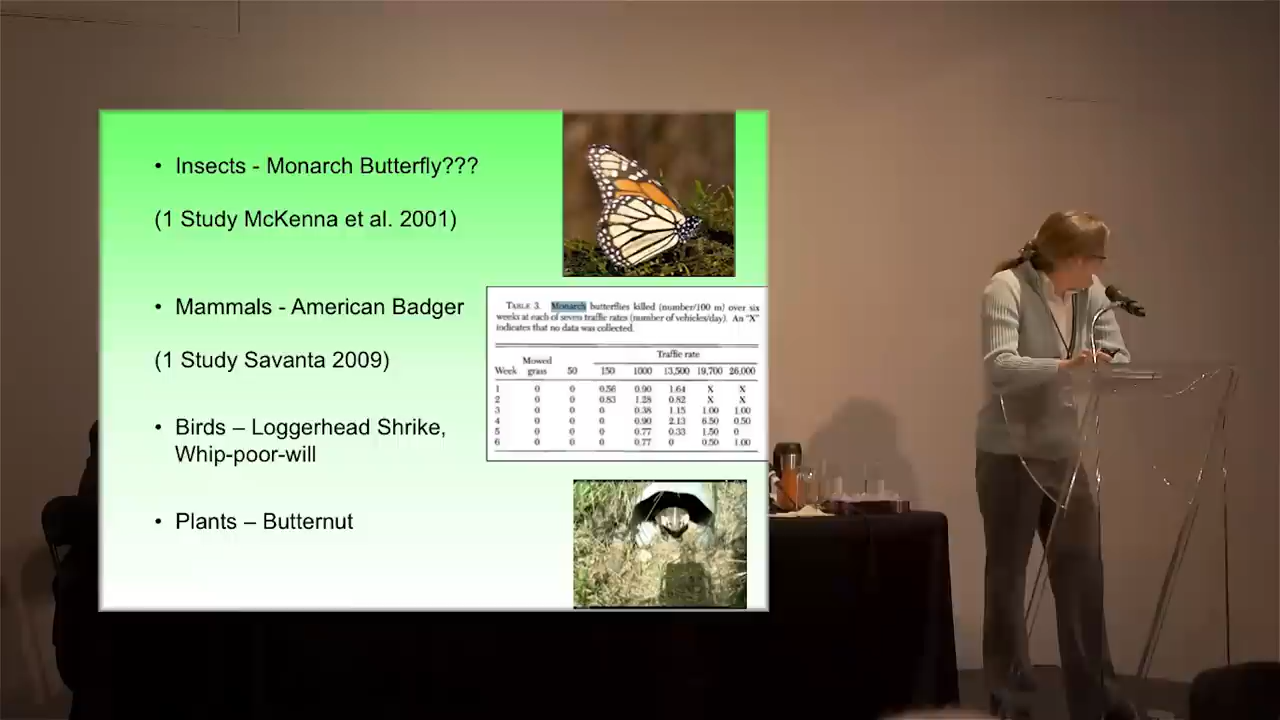 • Insects - Monarch Butterfly???
(1 Study McKenna et al. 2001)
• Mammals - American Badger
(1 Study Savanta 2009)
• Birds – Loggerhead Shrike,
Whip-poor-will
• Plants – Butternut
TABLE 3. Monarch butterflies killed (number/100 m) over six
weeks at each of seven traffic rates (number of vehicles/day). An "X"
indicates that no data was collected.
Traffic rate
Week Mowed grass 50 150 1000 13,500 19,700 26,000
1 0 0 0.56 0.90 1.64 X X
2 0 0 0.83 1.28 0.82 X X
3 0 0 0 0.38 1.15 1.00 1.00
4 0 0 0 0.90 2.13 6.50 0.50
5 0 0 0 0.77 0.33 1.50 0
6 0 0 0 0.77 0 0.50 1.00